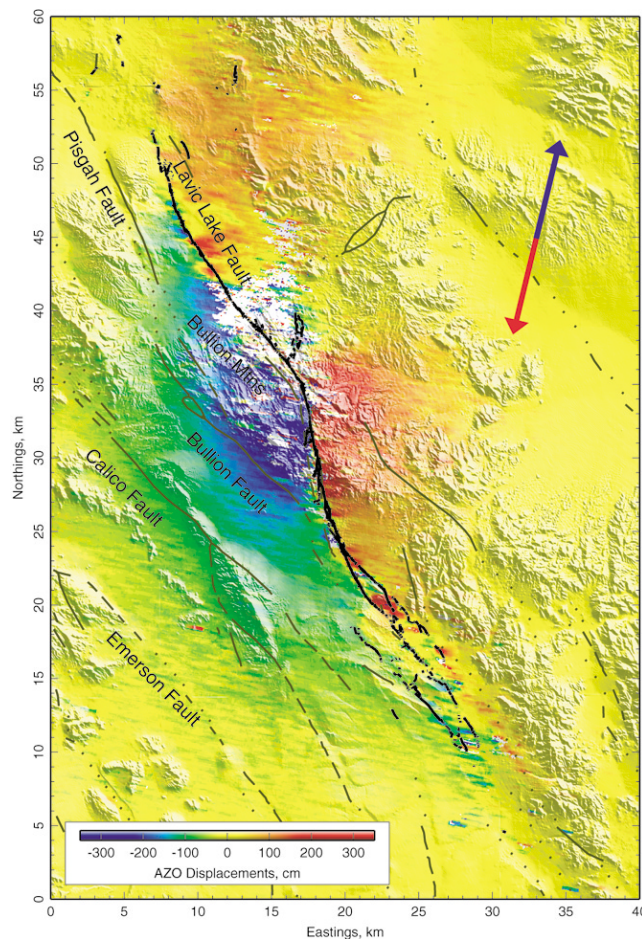 60
55
50
45
40
35
30
25
20
15
10
5
0
Northings, km
Pisgah Fault
Lavic Lake Fault
Bullion Mtns
Bullion Fault
Calico Fault
Emerson Fault
-300 -200 -100 0 100 200 300
AZO Displacements, cm
0 5 10 15 20 25 30 35 40
Eastings, km